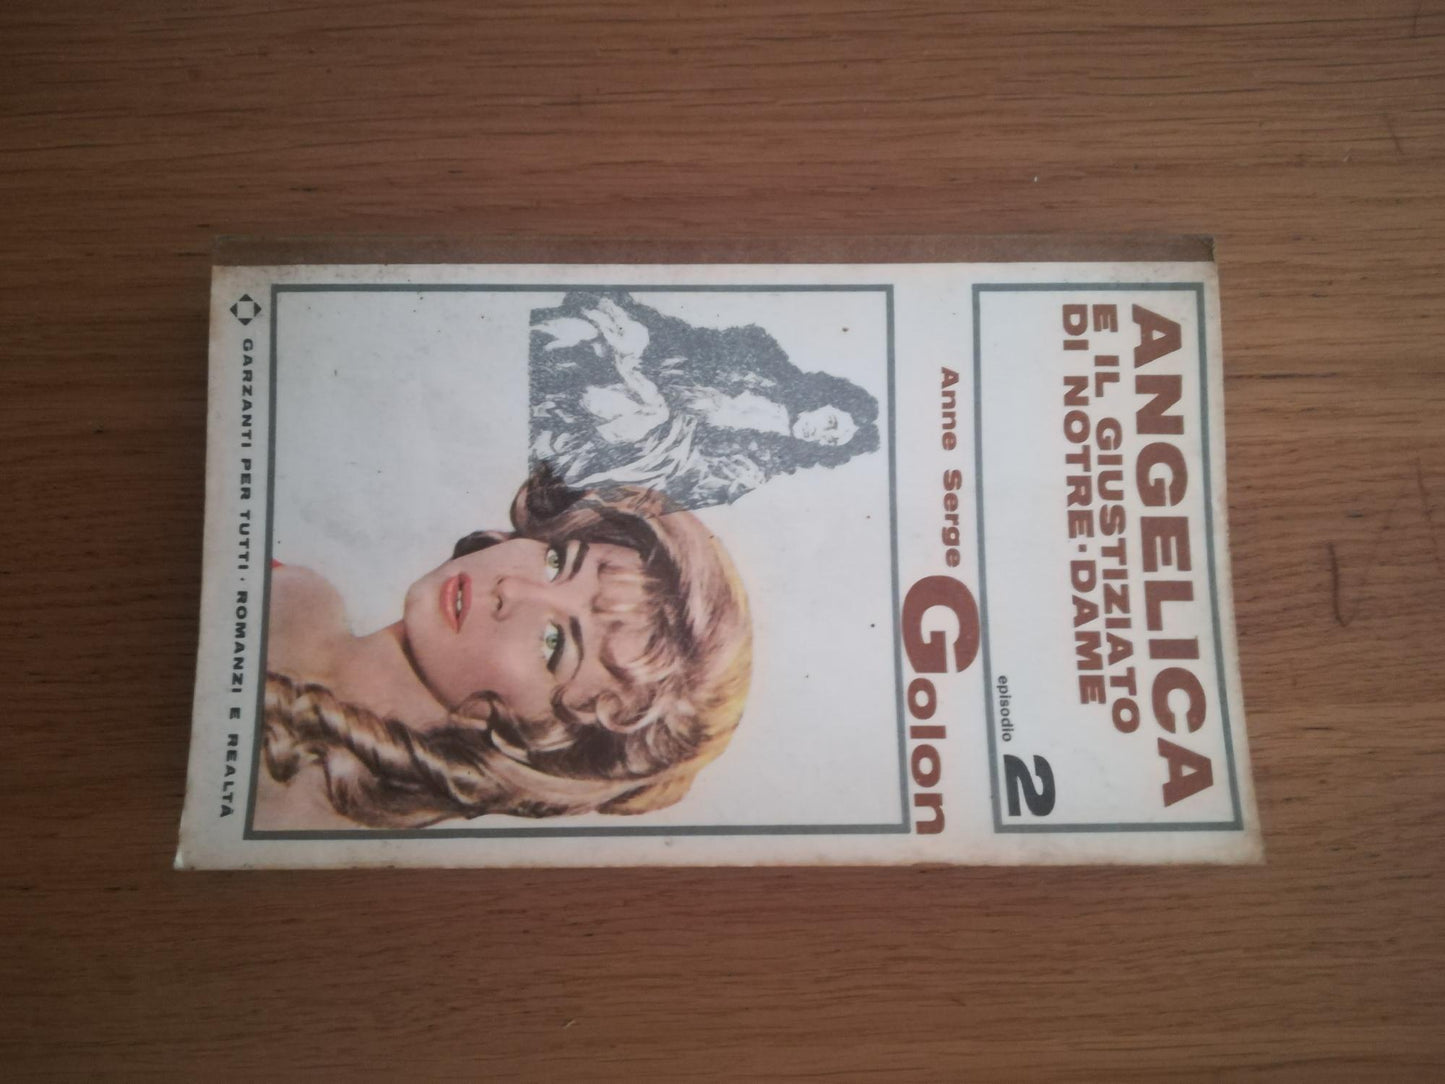 ANGELICA
E IL GIUSTIZIATO
DI NOTRE-DAME
episodio 2
Anne Serge Golon
GARZANTI PER TUTTI · ROMANZI E REALTÀ